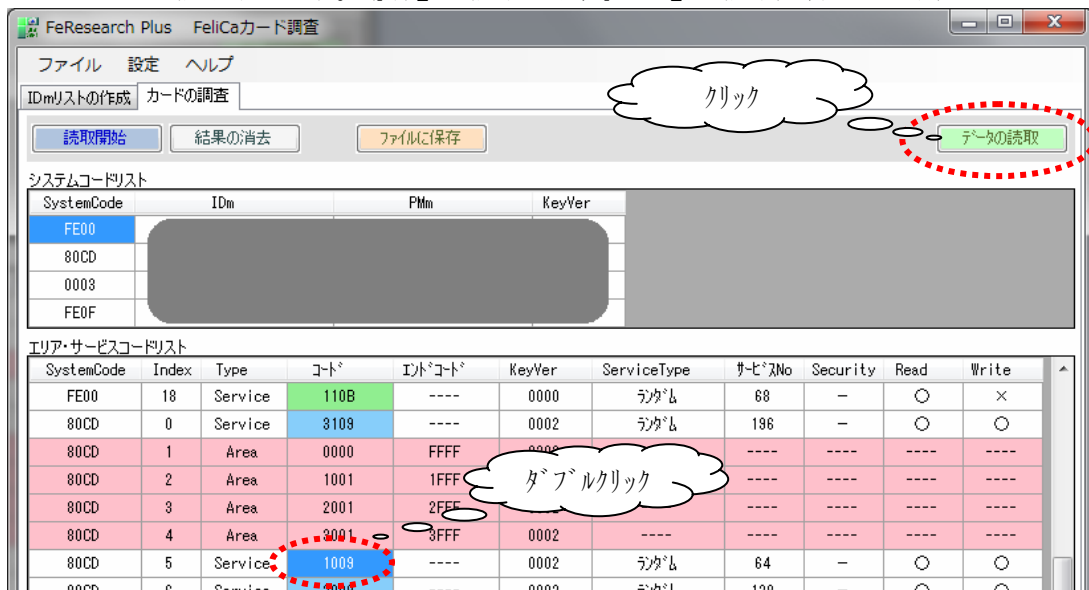 FeResearch Plus FeliCaカード調査
ファイル 設定 ヘルプ
IDmリストの作成 カードの調査
クリック
読取開始 結果の消去 ファイルに保存 データの読取
システムコードリスト
SystemCode IDm PMm KeyVer
FE00
80CD
0003
FE0F
エリア・サービスコードリスト
SystemCode Index Type コード エンドコード KeyVer ServiceType サービスNo Security Read Write
FE00 18 Service 110B ---- 0000 ランダム 68 － ○ ×
80CD 0 Service 3109 ---- 0002 ランダム 196 － ○ ○
80CD 1 Area 0000 FFFF ---- ---- ---- ----
80CD 2 Area 1001 1FFF ---- ---- ---- ----
ダブルクリック
80CD 3 Area 2001 2FFF ---- ---- ---- ----
80CD 4 Area 3001 3FFF 0002 ---- ---- ---- ---- ----
80CD 5 Service 1009 ---- 0002 ランダム 64 － ○ ○